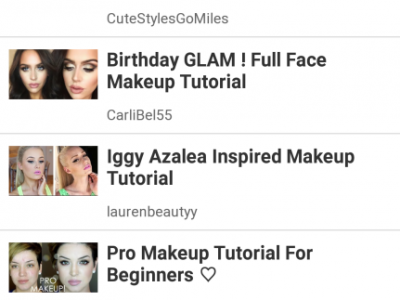 CuteStylesGoMiles
Birthday GLAM ! Full Face
Makeup Tutorial
CarliBel55
Iggy Azalea Inspired Makeup
Tutorial
laurenbeautyy
Pro Makeup Tutorial For
Beginners ♡
PRO
MAKEUP!